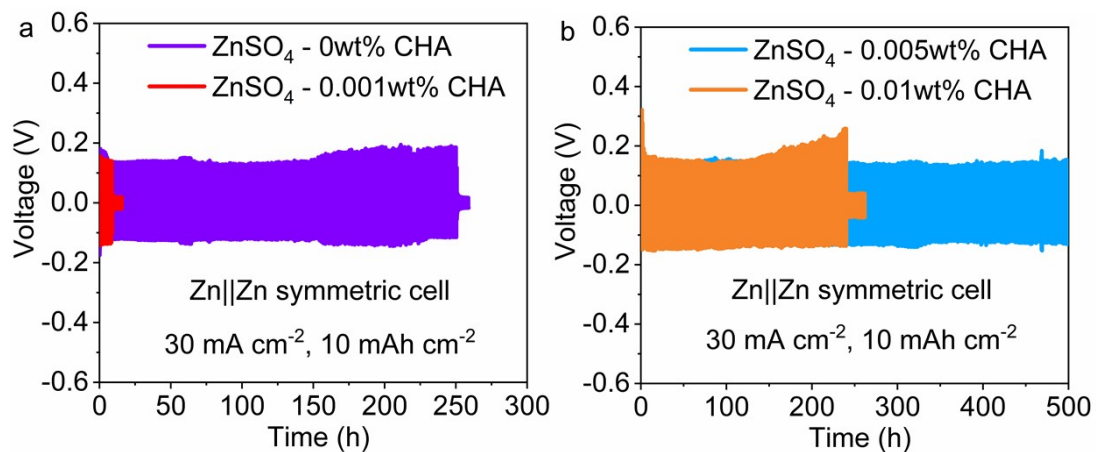 a
ZnSO₄ - 0wt% CHA
ZnSO₄ - 0.001wt% CHA
Zn||Zn symmetric cell
30 mA cm⁻², 10 mAh cm⁻²
Voltage (V)
0.6
0.4
0.2
0.0
-0.2
-0.4
-0.6
0 50 100 150 200 250 300
Time (h)
b
ZnSO₄ - 0.005wt% CHA
ZnSO₄ - 0.01wt% CHA
Zn||Zn symmetric cell
30 mA cm⁻², 10 mAh cm⁻²
Voltage (V)
0.6
0.4
0.2
0.0
-0.2
-0.4
-0.6
0 100 200 300 400 500
Time (h)